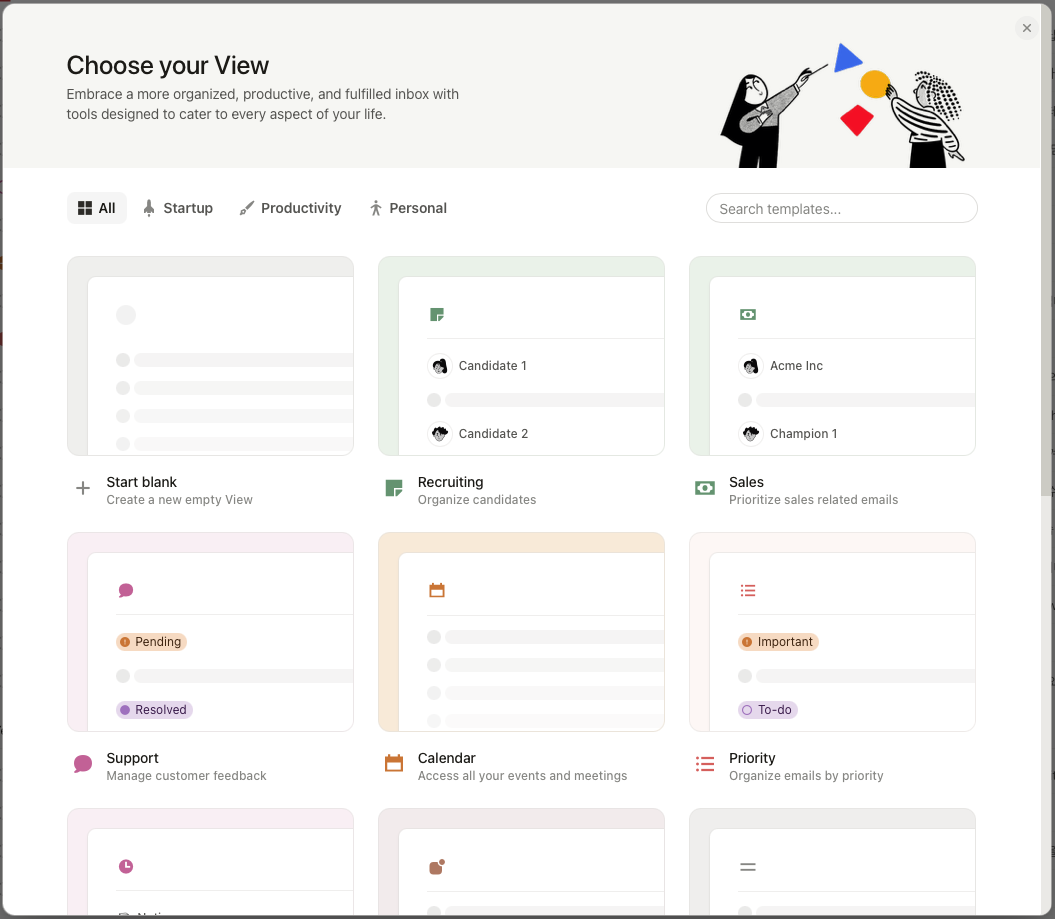 Choose your View
Embrace a more organized, productive, and fulfilled inbox with
tools designed to cater to every aspect of your life.
All
Startup
Productivity
Personal
Search templates...
Candidate 1
Candidate 2
Acme Inc
Champion 1
Start blank
Create a new empty View
Recruiting
Organize candidates
Sales
Prioritize sales related emails
Pending
Resolved
Important
To-do
Support
Manage customer feedback
Calendar
Access all your events and meetings
Priority
Organize emails by priority